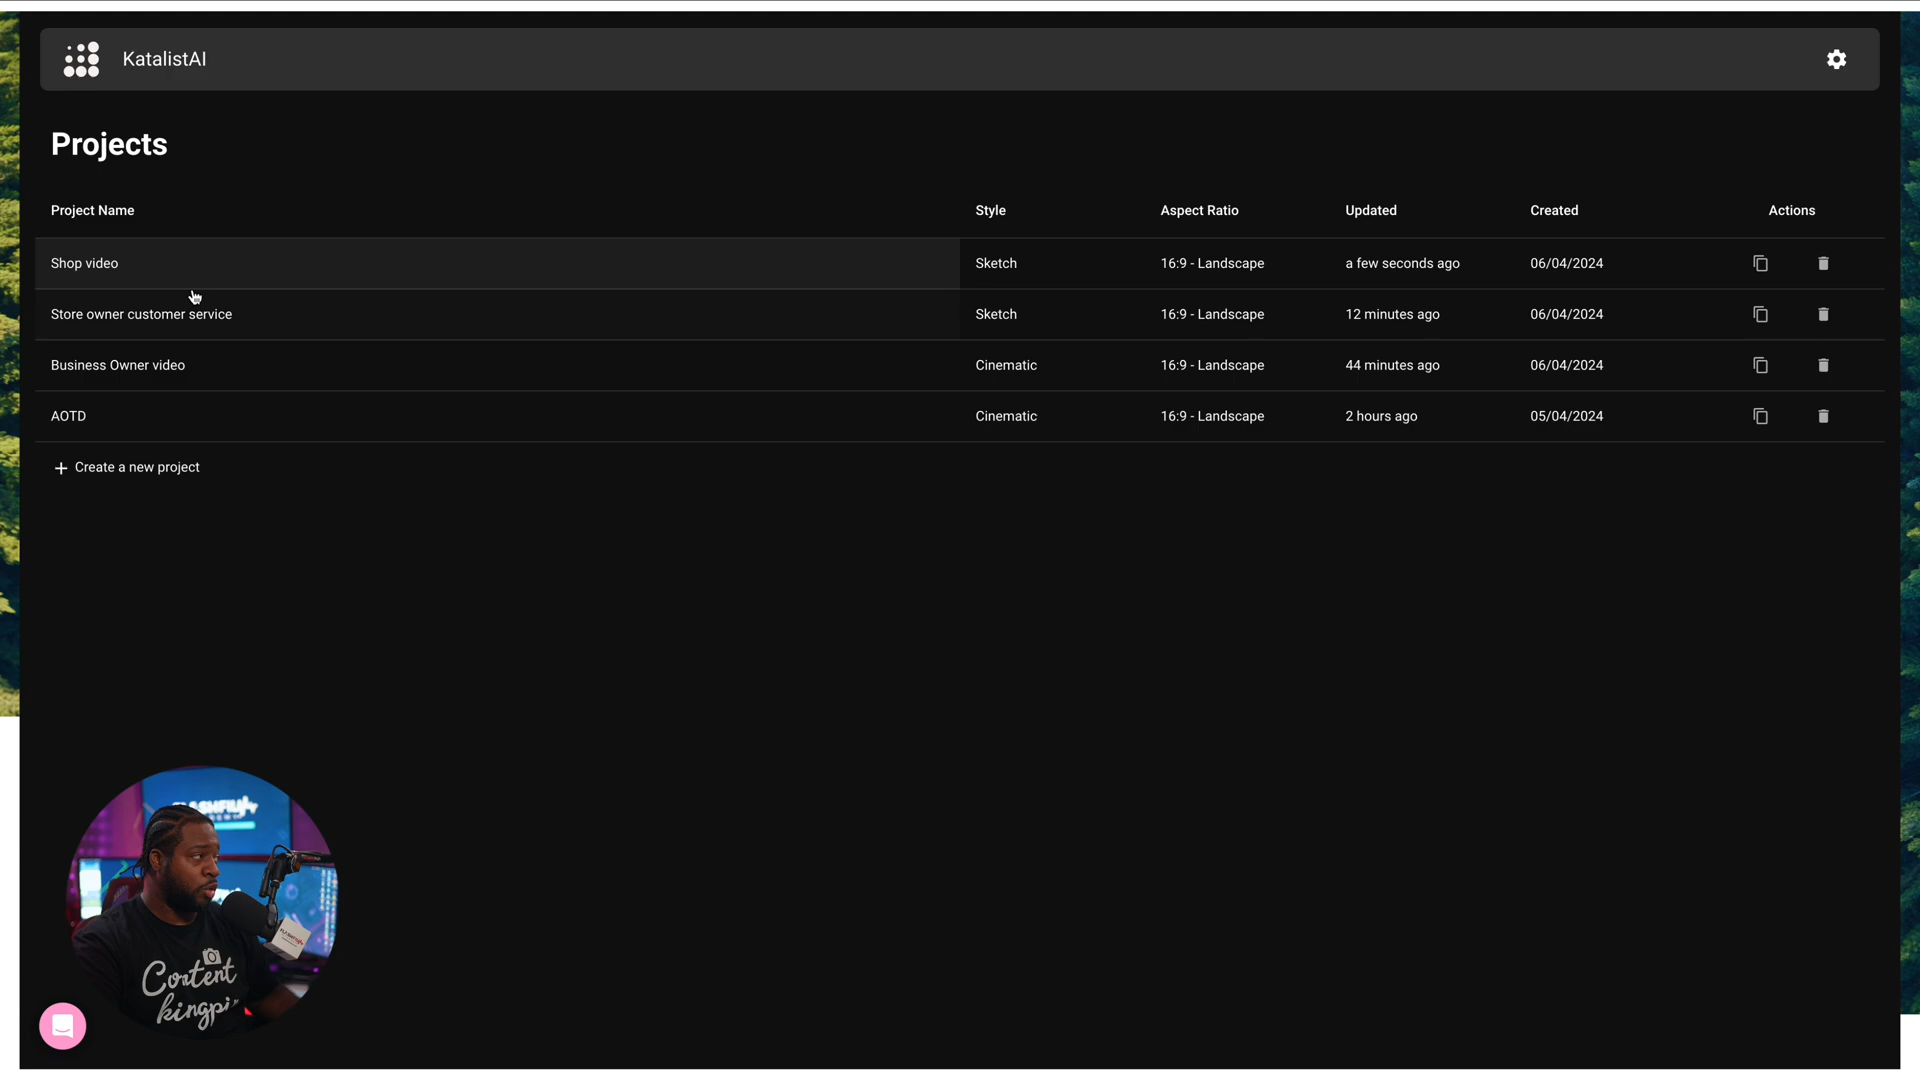 KatalistAI
Projects
Project Name Style Aspect Ratio Updated Created Actions
Shop video Sketch 16:9 - Landscape a few seconds ago 06/04/2024
Store owner customer service Sketch 16:9 - Landscape 12 minutes ago 06/04/2024
Business Owner video Cinematic 16:9 - Landscape 44 minutes ago 06/04/2024
AOTD Cinematic 16:9 - Landscape 2 hours ago 05/04/2024
+ Create a new project
Content